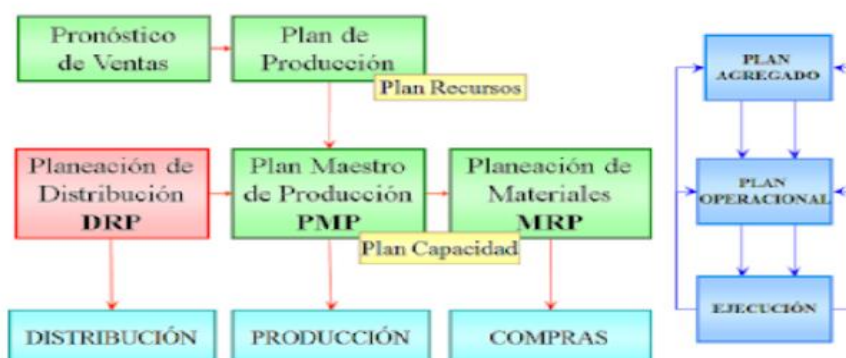 Pronóstico
de Ventas
Plan de
Producción
Plan Recursos
Planeación de
Distribución
DRP
Plan Maestro
de Producción
PMP
Plan Capacidad
Planeación de
Materiales
MRP
DISTRIBUCIÓN
PRODUCCIÓN
COMPRAS
PLAN
AGREGADO
PLAN
OPERACIONAL
EJECUCIÓN